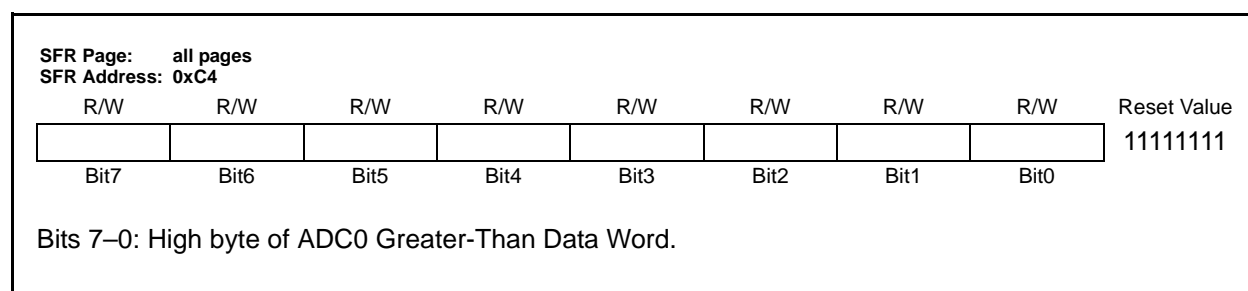 SFR Page: all pages
SFR Address: 0xC4
R/W R/W R/W R/W R/W R/W R/W R/W Reset Value
11111111
Bit7 Bit6 Bit5 Bit4 Bit3 Bit2 Bit1 Bit0
Bits 7–0: High byte of ADC0 Greater-Than Data Word.